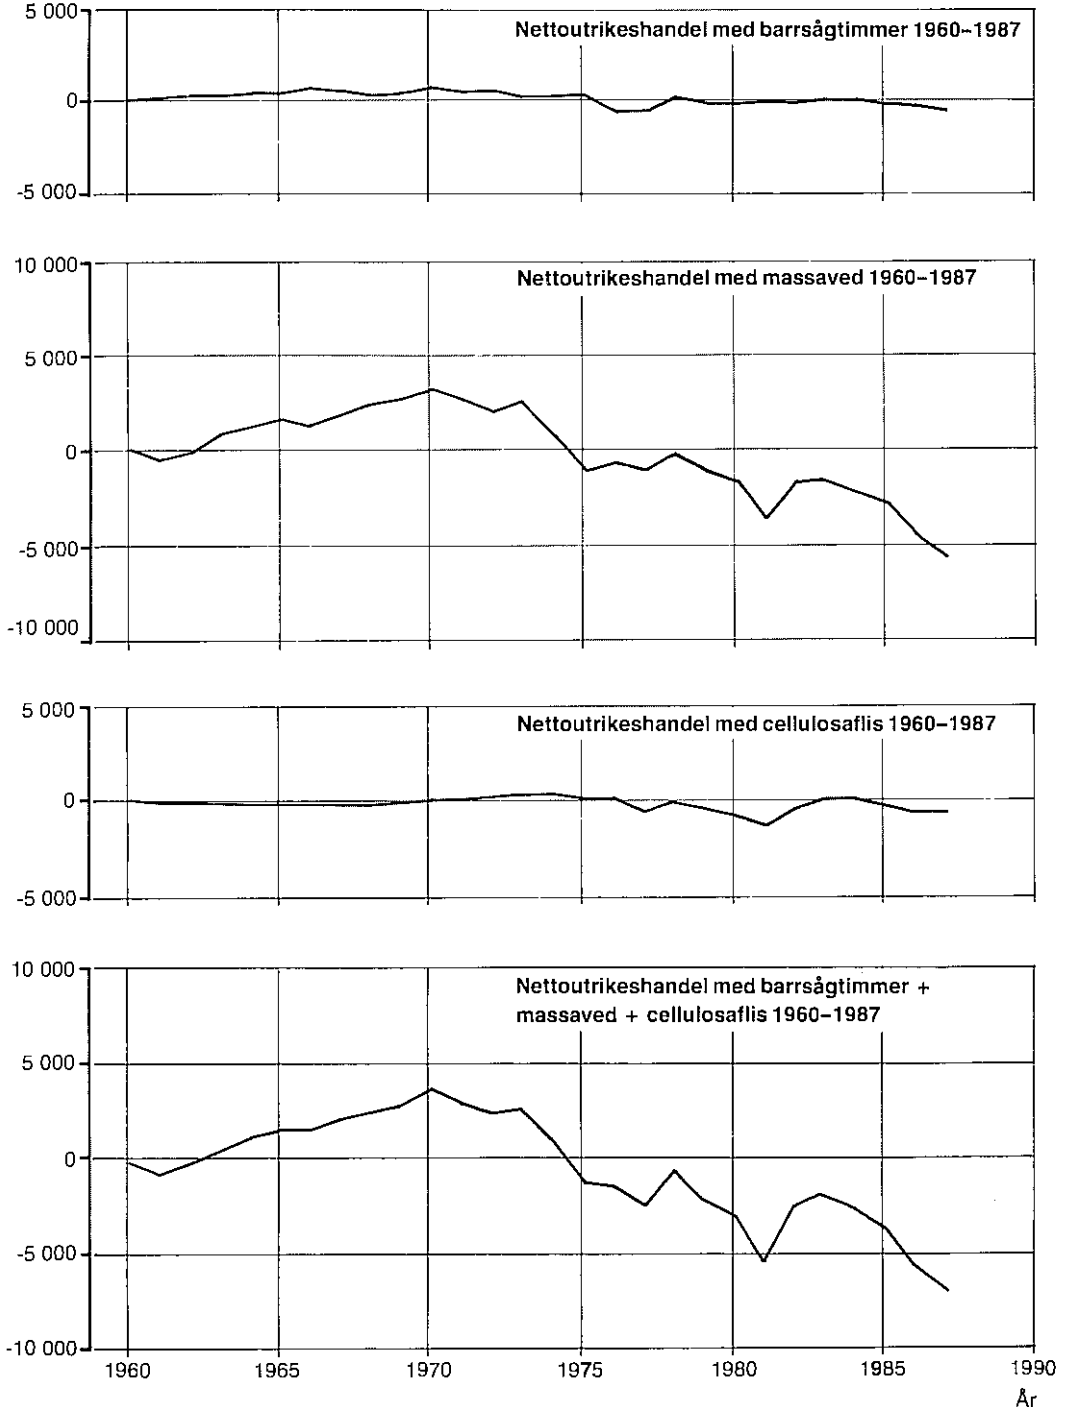 Nettoutrikeshandel med barrsågtimmer 1960–1987
5 000
0
-5 000
Nettoutrikeshandel med massaved 1960–1987
10 000
5 000
0
-5 000
-10 000
Nettoutrikeshandel med cellulosaflis 1960–1987
5 000
0
-5 000
Nettoutrikeshandel med barrsågtimmer +
massaved + cellulosaflis 1960–1987
10 000
5 000
0
-5 000
-10 000
1960 1965 1970 1975 1980 1985 1990
År